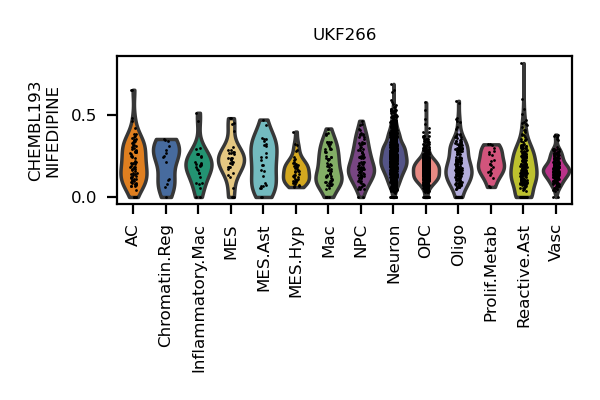 UKF266
CHEMBL193
NIFEDIPINE
0.5
0.0
AC
Chromatin.Reg
Inflammatory.Mac
MES
MES.Ast
MES.Hyp
Mac
NPC
Neuron
OPC
Oligo
Prolif.Metab
Reactive.Ast
Vasc